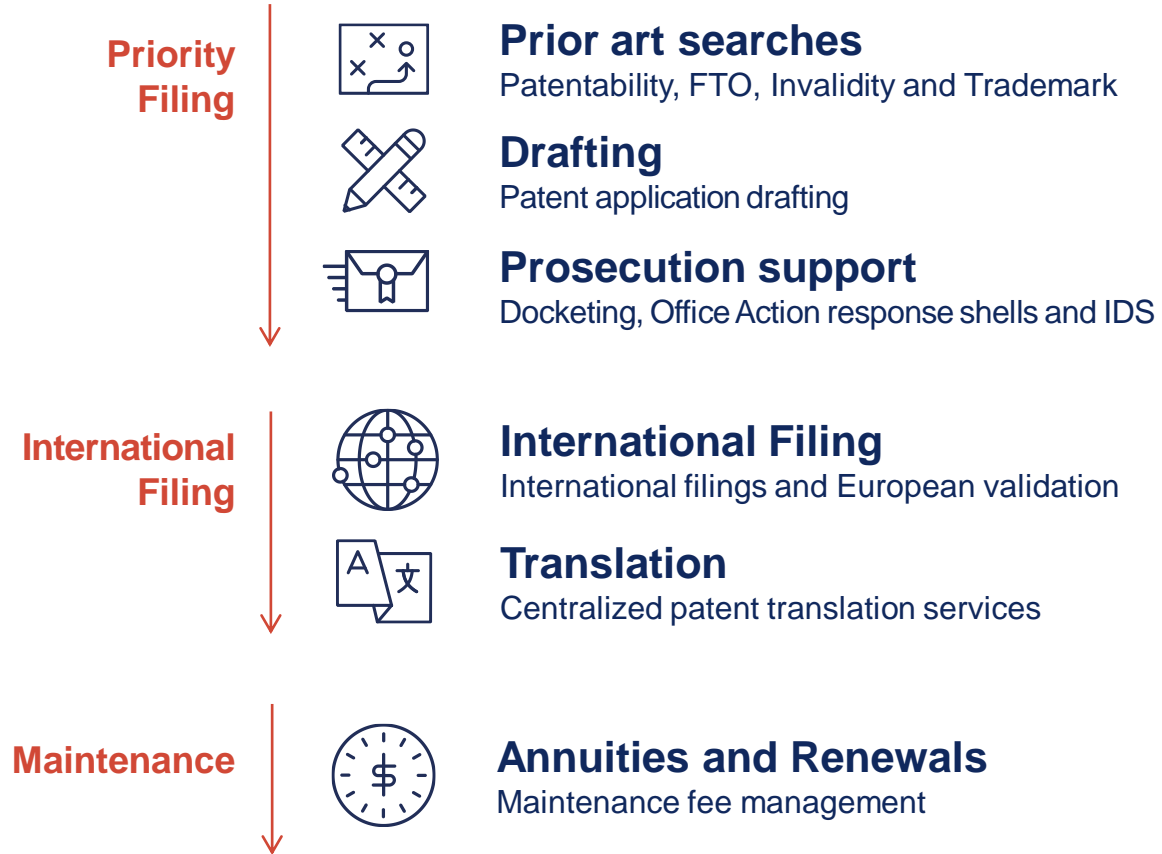 Priority
Filing
Prior art searches
Patentability, FTO, Invalidity and Trademark
Drafting
Patent application drafting
Prosecution support
Docketing, Office Action response shells and IDS
International
Filing
International Filing
International filings and European validation
A 文
Translation
Centralized patent translation services
Maintenance
$
Annuities and Renewals
Maintenance fee management